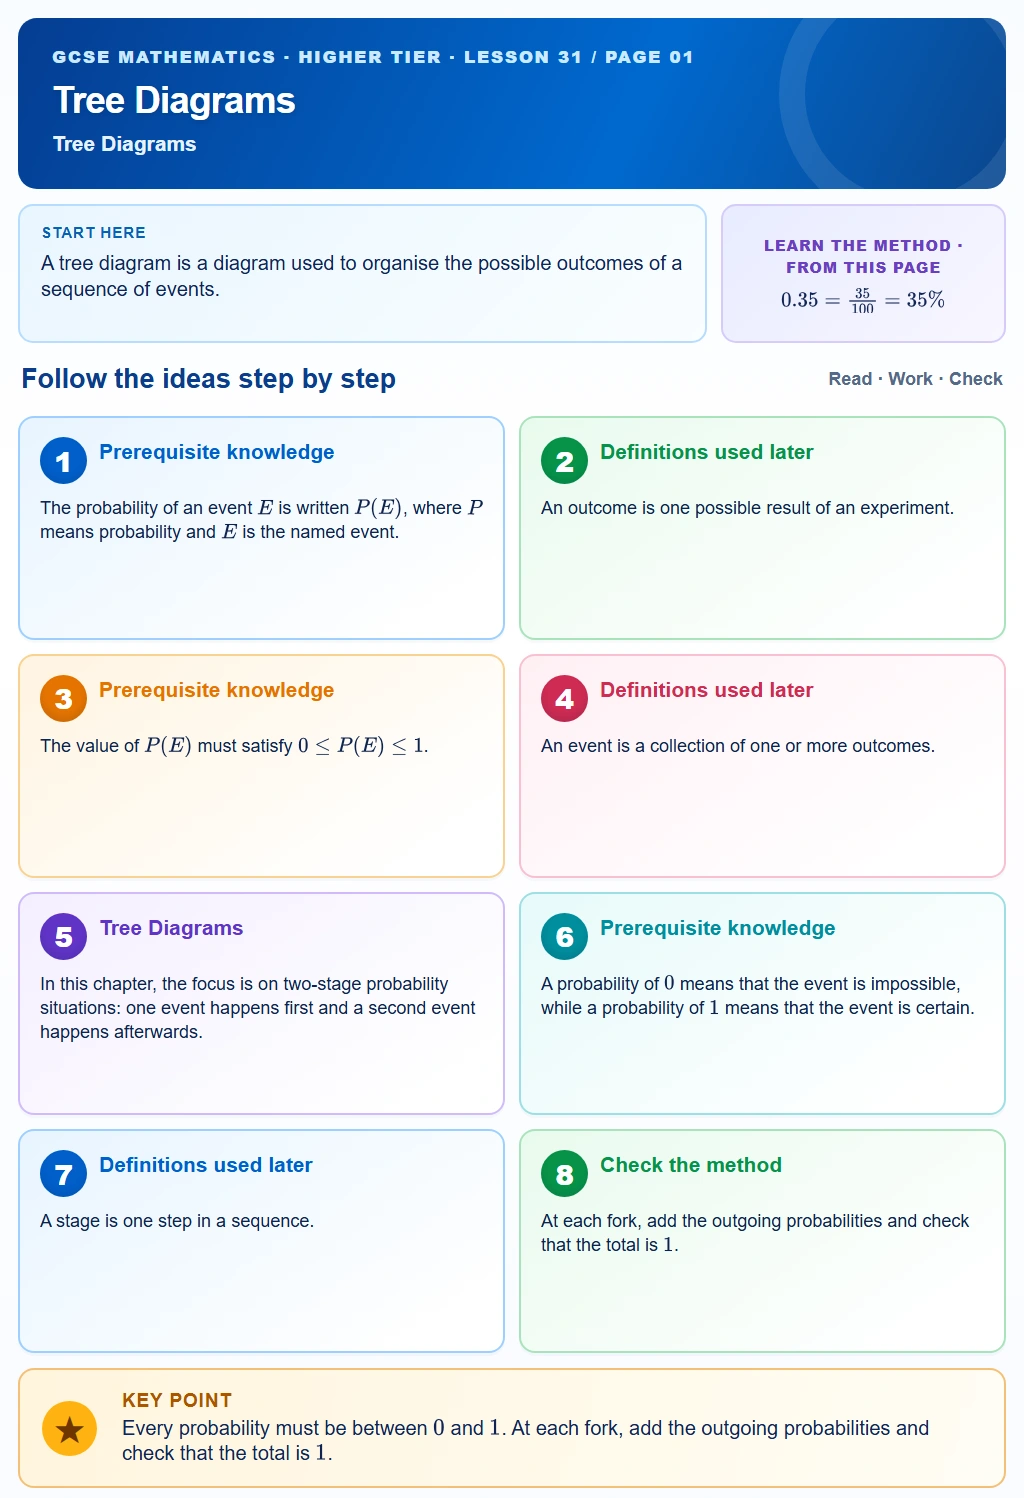 GCSE MATHEMATICS · HIGHER TIER · LESSON 31 / PAGE 01
Tree Diagrams
Tree Diagrams
START HERE
A tree diagram is a diagram used to organise the possible outcomes of a
sequence of events.
LEARN THE METHOD ·
FROM THIS PAGE
0.35 = 35/100 = 35%
Follow the ideas step by step
Read · Work · Check
1 Prerequisite knowledge
The probability of an event E is written P(E), where P
means probability and E is the named event.
2 Definitions used later
An outcome is one possible result of an experiment.
3 Prerequisite knowledge
The value of P(E) must satisfy 0 ≤ P(E) ≤ 1.
4 Definitions used later
An event is a collection of one or more outcomes.
5 Tree Diagrams
In this chapter, the focus is on two-stage probability
situations: one event happens first and a second event
happens afterwards.
6 Prerequisite knowledge
A probability of 0 means that the event is impossible,
while a probability of 1 means that the event is certain.
7 Definitions used later
A stage is one step in a sequence.
8 Check the method
At each fork, add the outgoing probabilities and check
that the total is 1.
KEY POINT
Every probability must be between 0 and 1. At each fork, add the outgoing probabilities and
check that the total is 1.